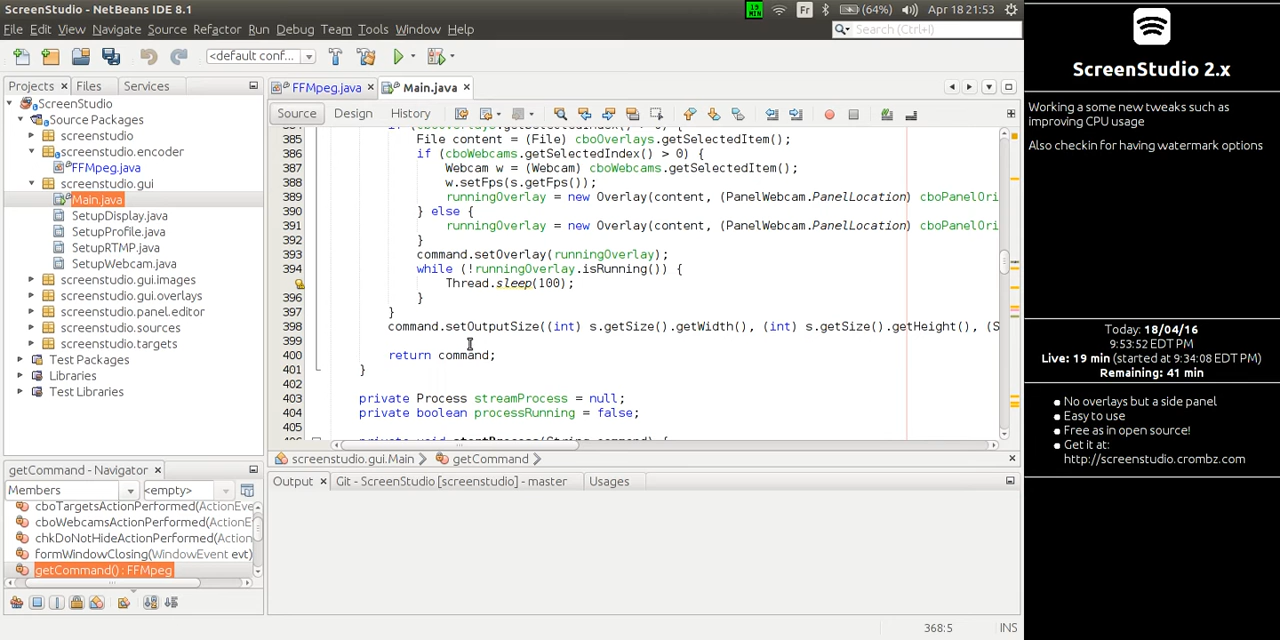 ScreenStudio - NetBeans IDE 8.1
19 MIN
Fr
(64%)
Apr 18 21:53
File Edit View Navigate Source Refactor Run Debug Team Tools Window Help
Search (Ctrl+I)
<default conf...
Projects Files Services
FFMpeg.java Main.java
Source Design History
ScreenStudio
Source Packages
screenstudio
screenstudio.encoder
FFMpeg.java
screenstudio.gui
Main.java
SetupDisplay.java
SetupProfile.java
SetupRTMP.java
SetupWebcam.java
screenstudio.gui.images
screenstudio.gui.overlays
screenstudio.panel.editor
screenstudio.sources
screenstudio.targets
Test Packages
Libraries
Test Libraries
385 File content = (File) cboOverlays.getSelectedItem();
386 if (cboWebcams.getSelectedIndex() > 0) {
387 Webcam w = (Webcam) cboWebcams.getSelectedItem();
388 w.setFps(s.getFps());
389 runningOverlay = new Overlay(content, (PanelWebcam.PanelLocation) cboPanelOri
390 } else {
391 runningOverlay = new Overlay(content, (PanelWebcam.PanelLocation) cboPanelOri
392 }
393 command.setOverlay(runningOverlay);
394 while (!runningOverlay.isRunning()) {
Thread.sleep(100);
396 }
397 }
398 command.setOutputSize((int) s.getSize().getWidth(), (int) s.getSize().getHeight(), (S
399
400 return command;
401 }
402
403 private Process streamProcess = null;
404 private boolean processRunning = false;
405
private void startProcess(String command) {
screenstudio.gui.Main getCommand
getCommand - Navigator
Members <empty>
cboTargetsActionPerformed(ActionEve
cboWebcamsActionPerformed(ActionE
chkDoNotHideActionPerformed(Action
formWindowClosing(WindowEvent evt)
getCommand() : FFMpeg
Output Git - ScreenStudio [screenstudio] - master Usages
368:5 INS
ScreenStudio 2.x
Working a some new tweaks such as
improving CPU usage
Also checkin for having watermark options
Today: 18/04/16
9:53:52 EDT PM
Live: 19 min (started at 9:34:08 EDT PM)
Remaining: 41 min
No overlays but a side panel
Easy to use
Free as in open source!
Get it at:
http://screenstudio.crombz.com